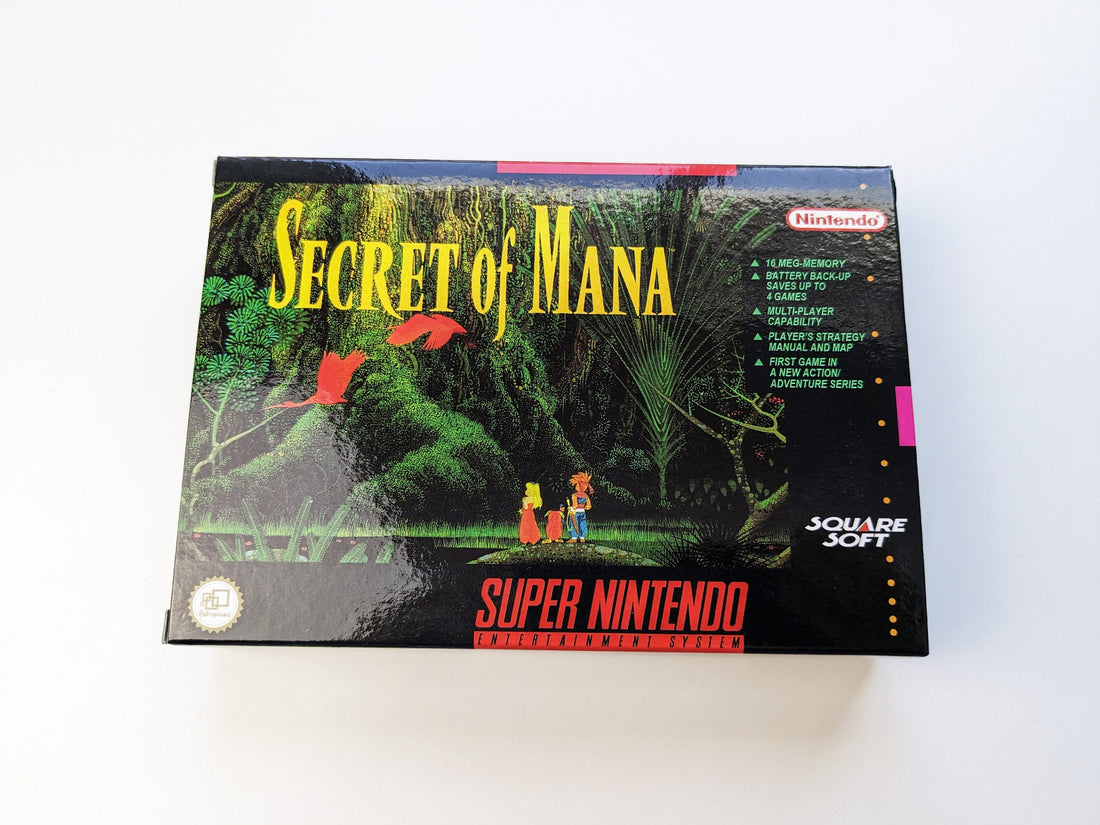 SECRET of MANA
Nintendo®
▲ 16 MEG-MEMORY
▲ BATTERY BACK-UP
SAVES UP TO
4 GAMES
▲ MULTI-PLAYER
CAPABILITY
▲ PLAYER'S STRATEGY
MANUAL AND MAP
▲ FIRST GAME IN
A NEW ACTION/
ADVENTURE SERIES
SQUARE
SOFT
SUPER NINTENDO
ENTERTAINMENT SYSTEM